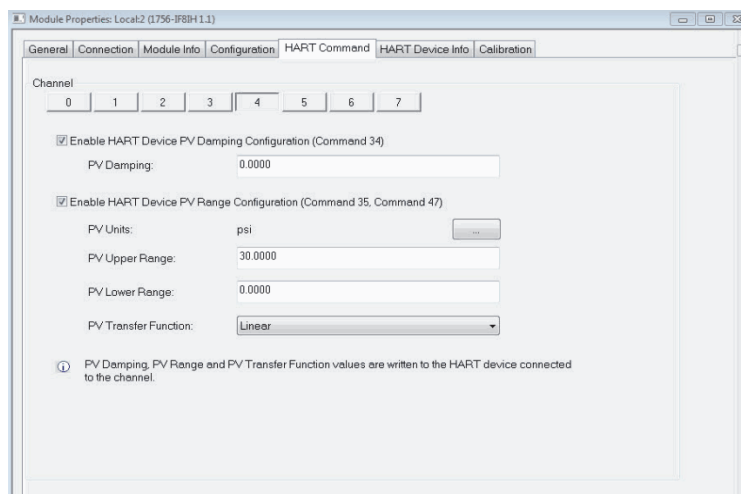 Module Properties: Local:2 (1756-IF8IH 1.1)
General Connection Module Info Configuration HART Command HART Device Info Calibration
Channel
0 1 2 3 4 5 6 7
Enable HART Device PV Damping Configuration (Command 34)
PV Damping: 0.0000
Enable HART Device PV Range Configuration (Command 35, Command 47)
PV Units: psi ...
PV Upper Range: 30.0000
PV Lower Range: 0.0000
PV Transfer Function: Linear
PV Damping, PV Range and PV Transfer Function values are written to the HART device connected
to the channel.